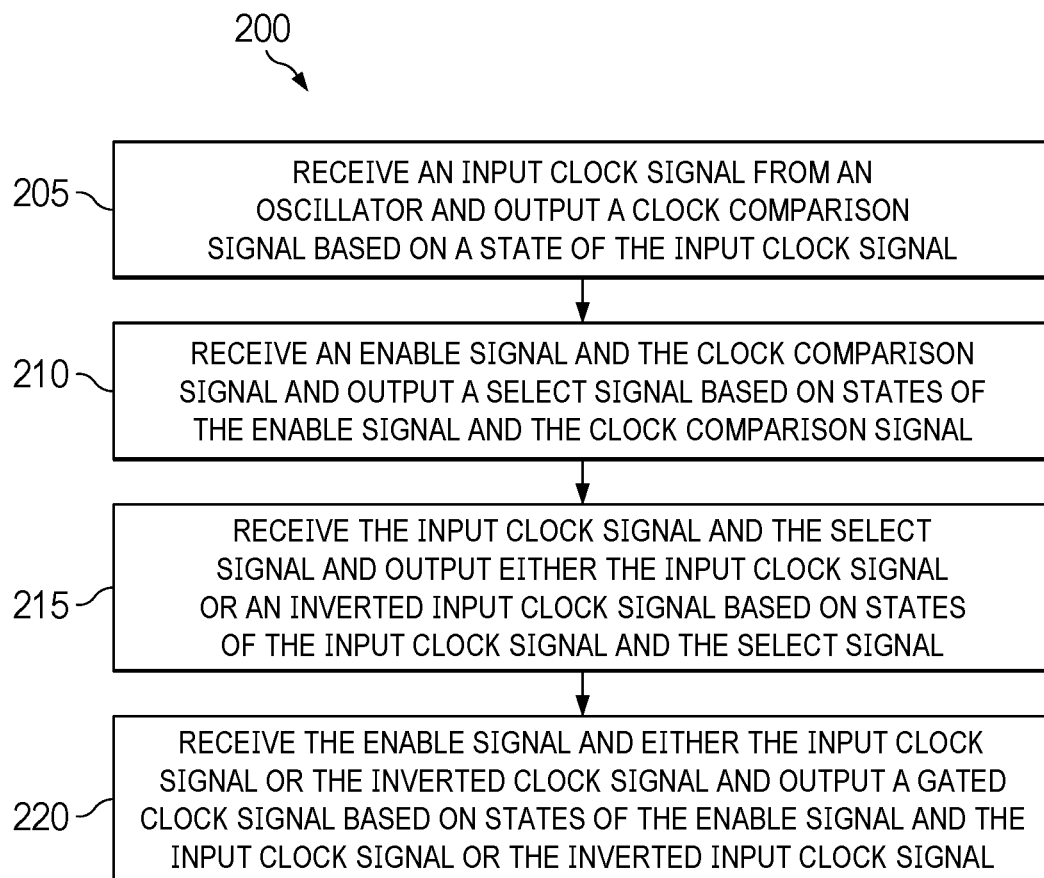 200
205
RECEIVE AN INPUT CLOCK SIGNAL FROM AN
OSCILLATOR AND OUTPUT A CLOCK COMPARISON
SIGNAL BASED ON A STATE OF THE INPUT CLOCK SIGNAL
210
RECEIVE AN ENABLE SIGNAL AND THE CLOCK COMPARISON
SIGNAL AND OUTPUT A SELECT SIGNAL BASED ON STATES OF
THE ENABLE SIGNAL AND THE CLOCK COMPARISON SIGNAL
215
RECEIVE THE INPUT CLOCK SIGNAL AND THE SELECT
SIGNAL AND OUTPUT EITHER THE INPUT CLOCK SIGNAL
OR AN INVERTED INPUT CLOCK SIGNAL BASED ON STATES
OF THE INPUT CLOCK SIGNAL AND THE SELECT SIGNAL
220
RECEIVE THE ENABLE SIGNAL AND EITHER THE INPUT CLOCK
SIGNAL OR THE INVERTED CLOCK SIGNAL AND OUTPUT A GATED
CLOCK SIGNAL BASED ON STATES OF THE ENABLE SIGNAL AND THE
INPUT CLOCK SIGNAL OR THE INVERTED INPUT CLOCK SIGNAL